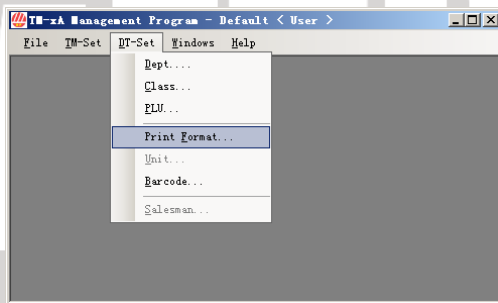 TM-xA Management Program - Default < User >
File TM-Set DT-Set Windows Help
Dept....
Class...
PLU...
Print Format...
Unit...
Barcode...
Salesman...